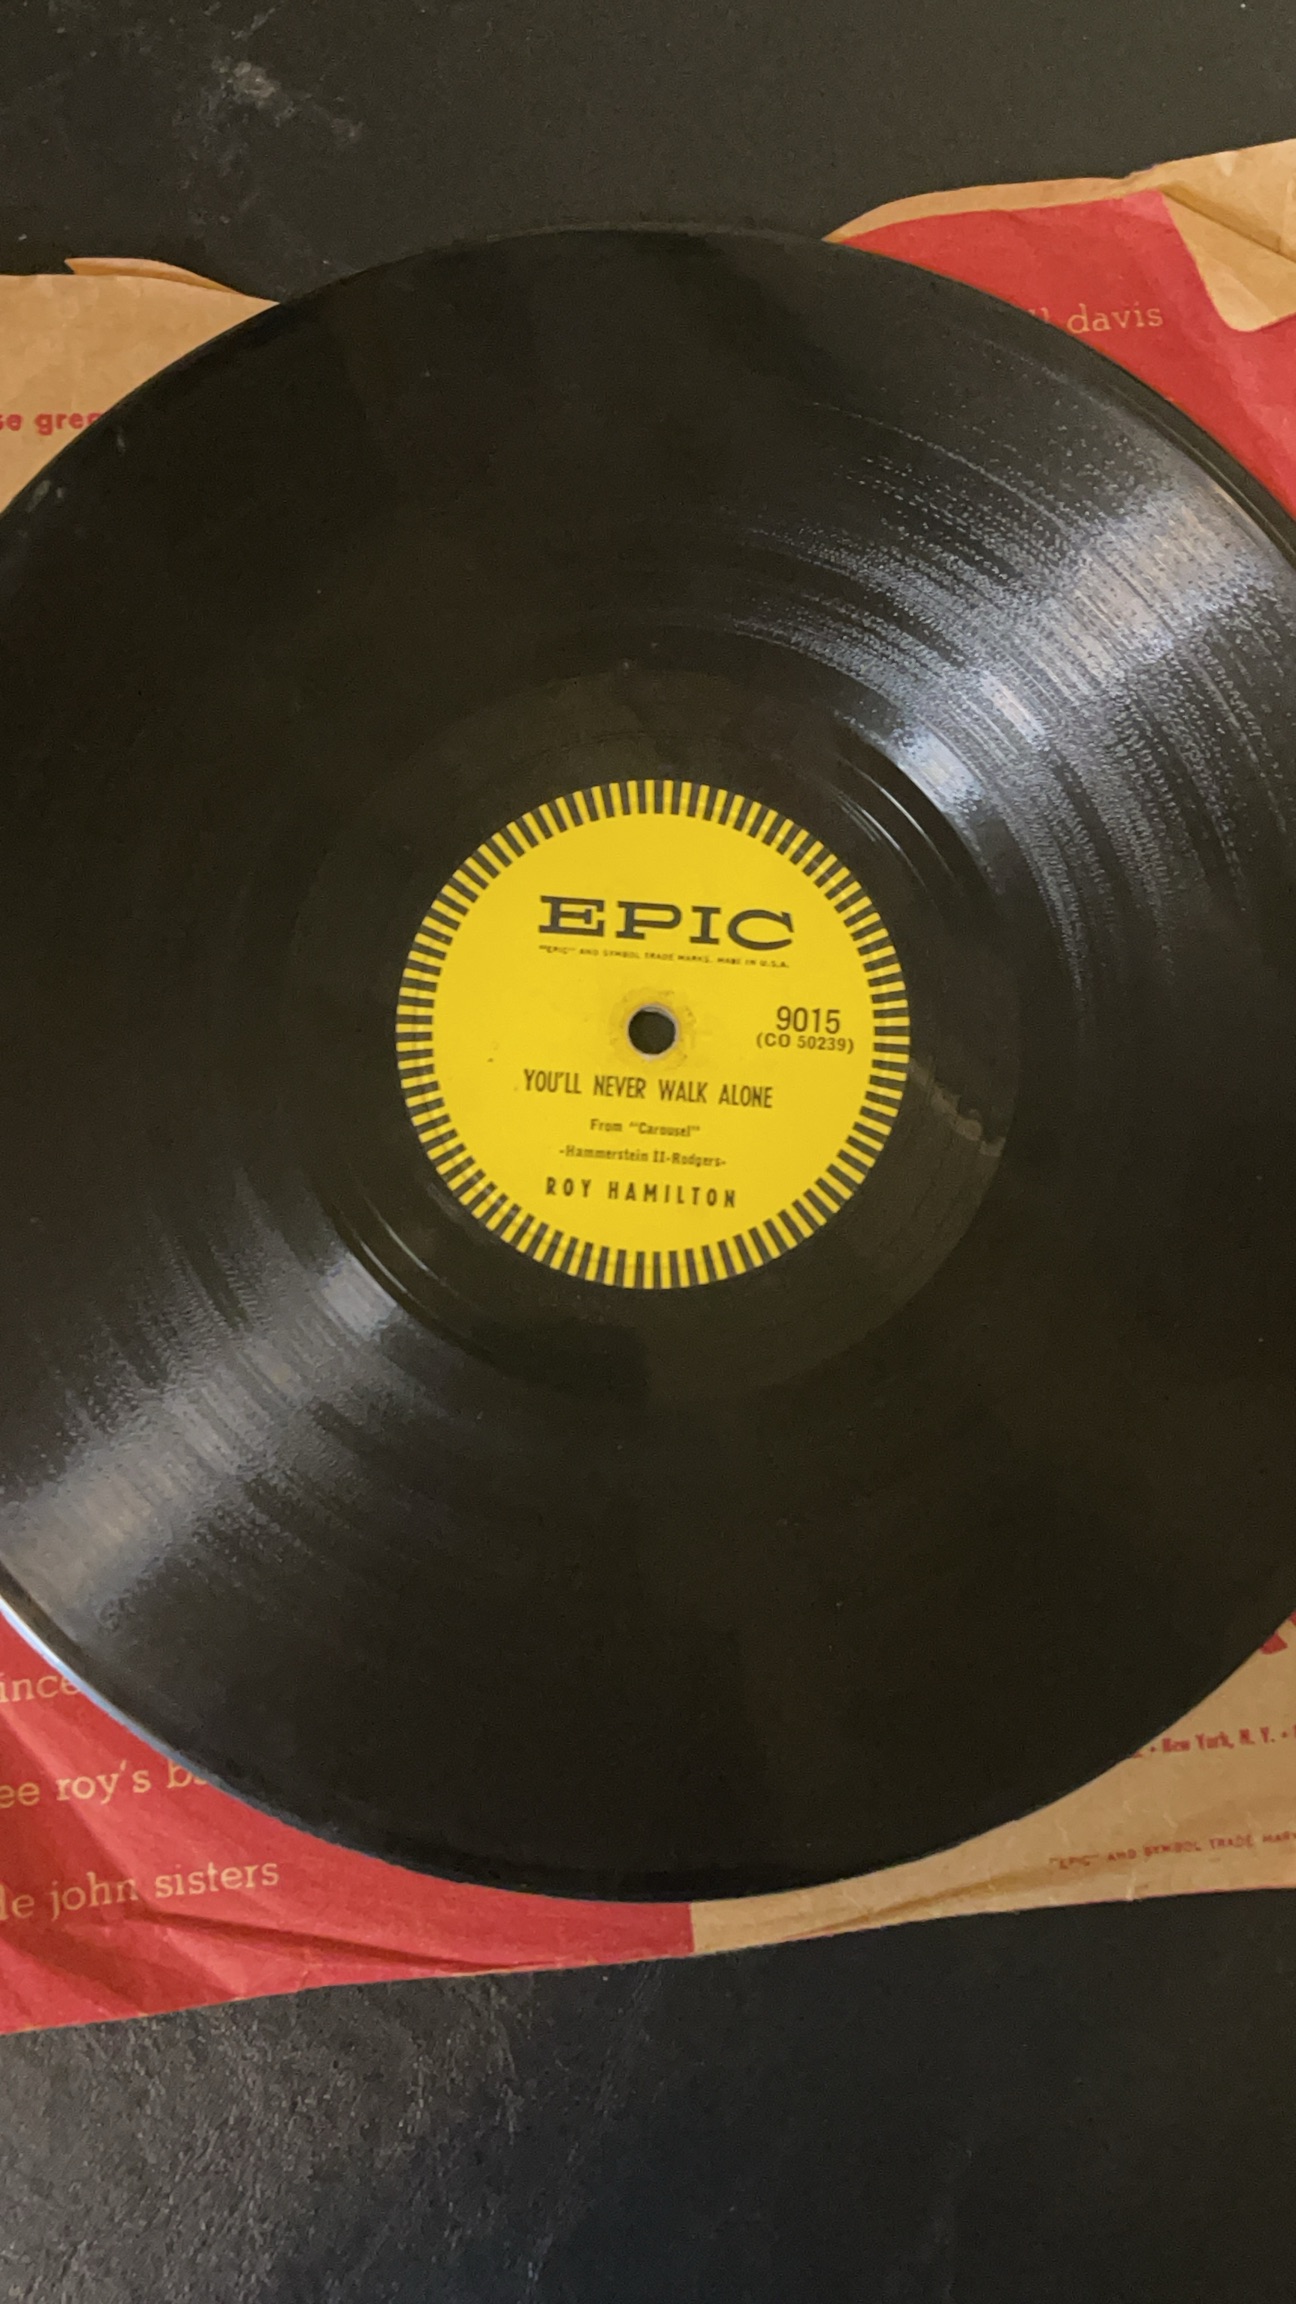 davis
EPIC
"EPIC" AND SYMBOL TRADE MARKS. MADE IN U.S.A.
9015
(CO 50239)
YOU'LL NEVER WALK ALONE
From "Carousel"
-Hammerstein II-Rodgers-
ROY HAMILTON
roy's
john sisters
• New York, N. Y. •
"EPIC" AND SYMBOL TRADE